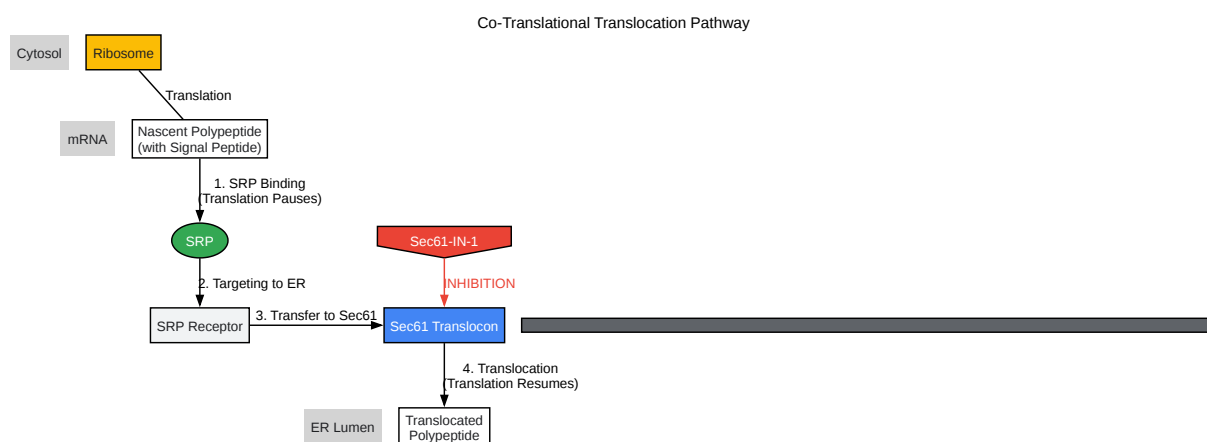 Co-Translational Translocation Pathway
Cytosol
Ribosome
Translation
mRNA
Nascent Polypeptide
(with Signal Peptide)
1. SRP Binding
(Translation Pauses)
SRP
Sec61-IN-1
2. Targeting to ER
INHIBITION
SRP Receptor
3. Transfer to Sec61
Sec61 Translocon
4. Translocation
(Translation Resumes)
ER Lumen
Translocated
Polypeptide